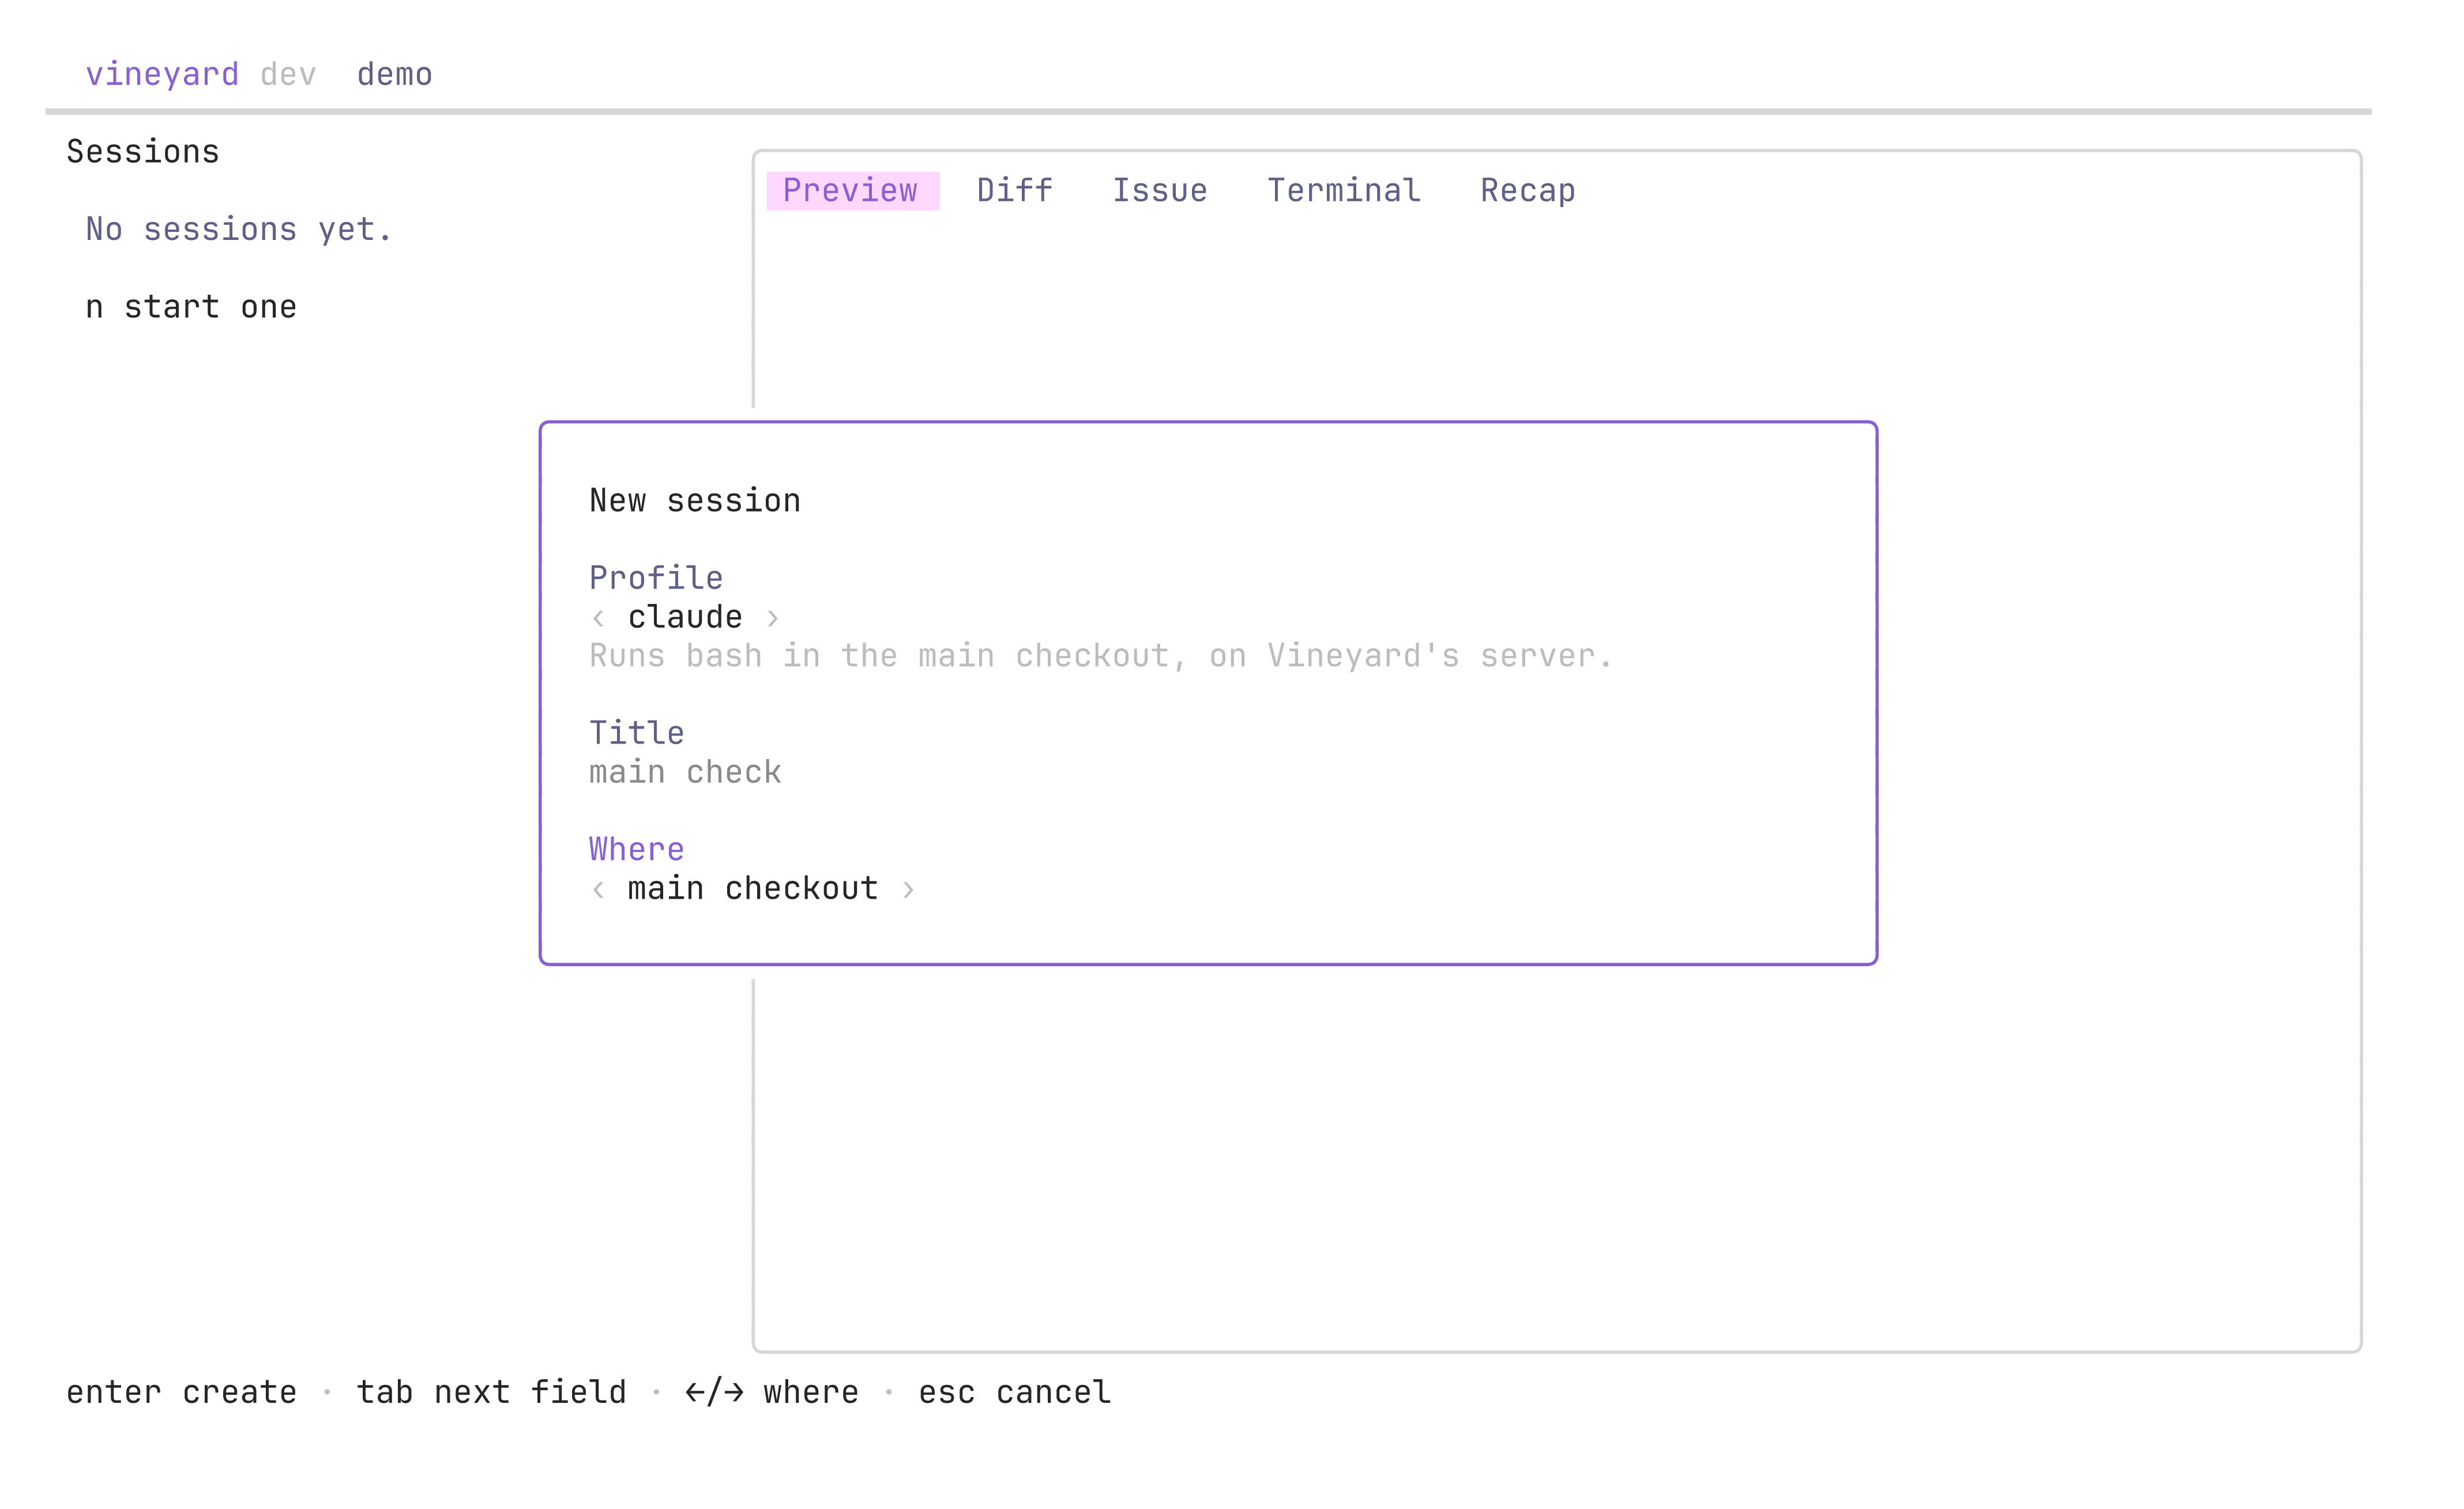 vineyard dev demo
Sessions
Preview Diff Issue Terminal Recap
No sessions yet.
n start one
New session
Profile
‹ claude ›
Runs bash in the main checkout, on Vineyard's server.
Title
main check
Where
‹ main checkout ›
enter create · tab next field · ←/→ where · esc cancel